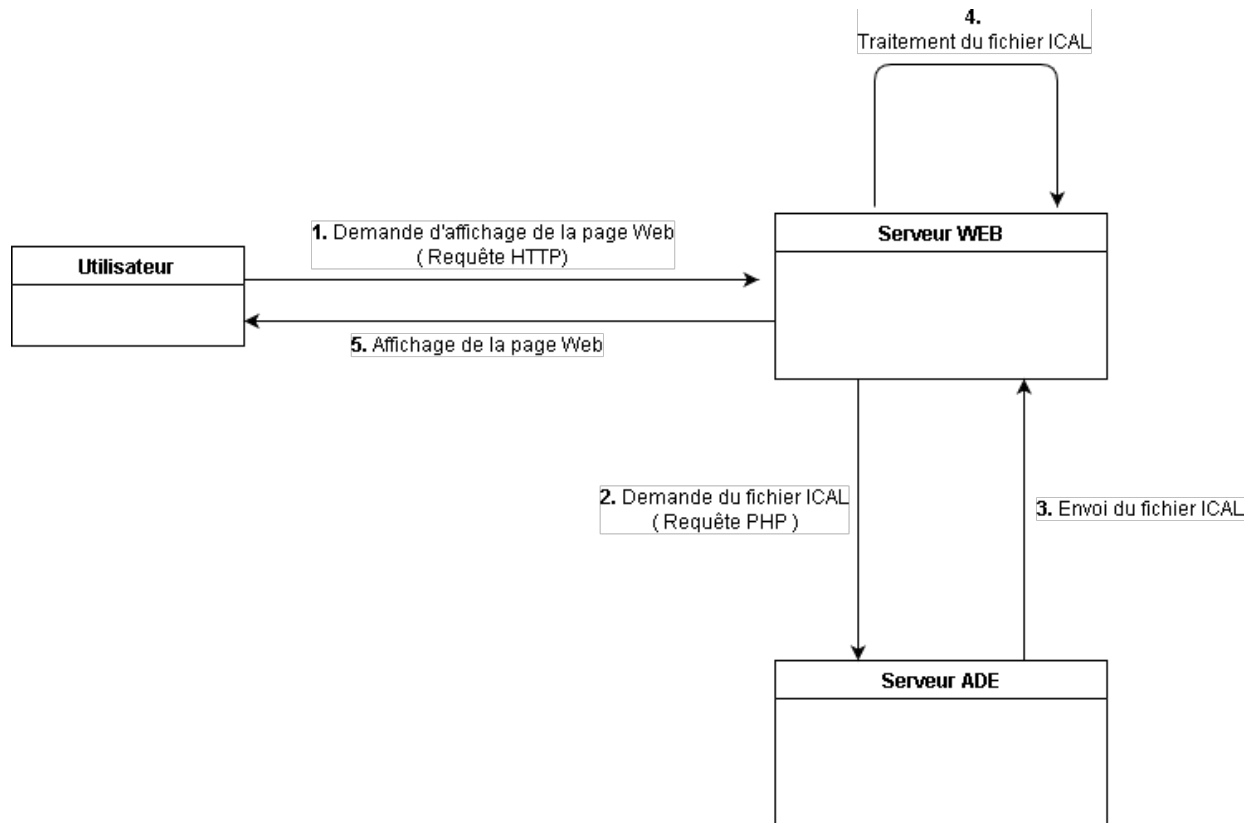 4.
Traitement du fichier ICAL
1. Demande d'affichage de la page Web
( Requête HTTP)
Serveur WEB
Utilisateur
5. Affichage de la page Web
2. Demande du fichier ICAL
( Requête PHP )
3. Envoi du fichier ICAL
Serveur ADE